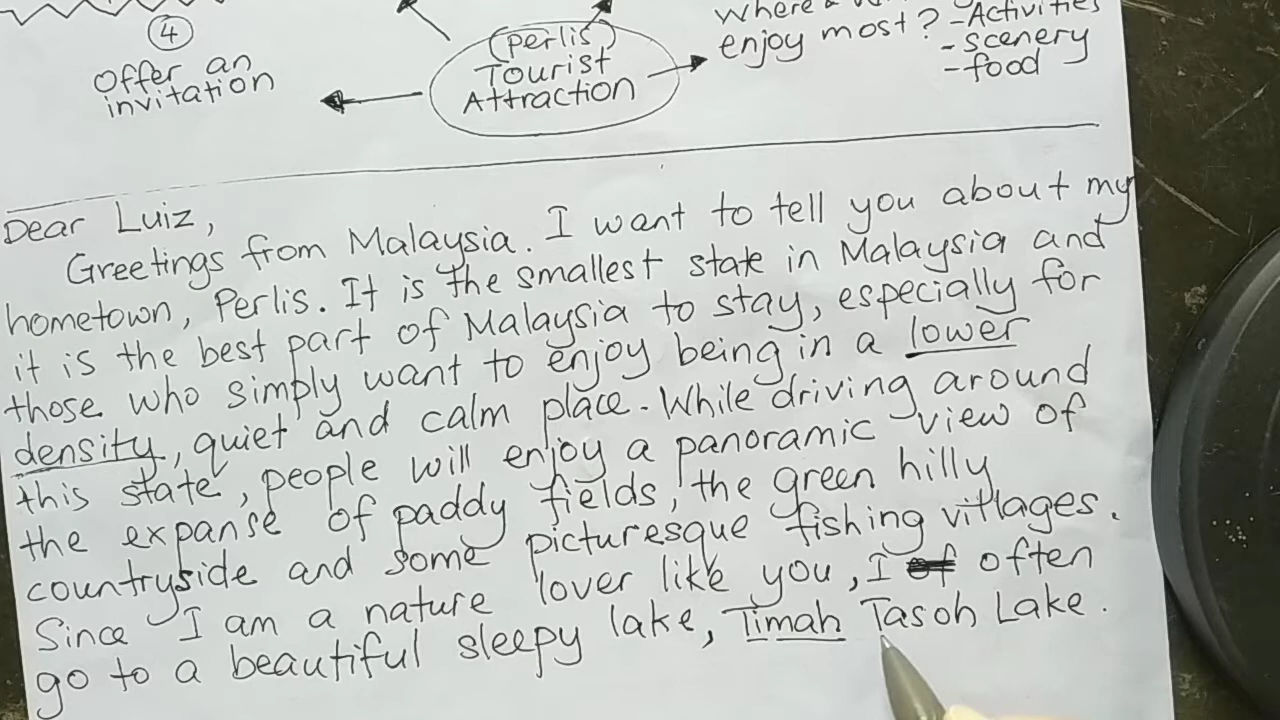 4
Offer an
invitation
Perlis
Tourist
Attraction
Where
enjoy most?
-Activities
-scenery
-food
Dear Luiz,
Greetings from Malaysia. I want to tell you about my
hometown, Perlis. It is the smallest state in Malaysia and
it is the best part of Malaysia to stay, especially for
those who simply want to enjoy being in a lower
density, quiet and calm place. While driving around
this state, people will enjoy a panoramic view of
the expanse of paddy fields, the green hilly
countryside and some picturesque fishing villages.
Since I am a nature lover like you, I often
go to a beautiful sleepy lake, Timah Tasoh Lake.